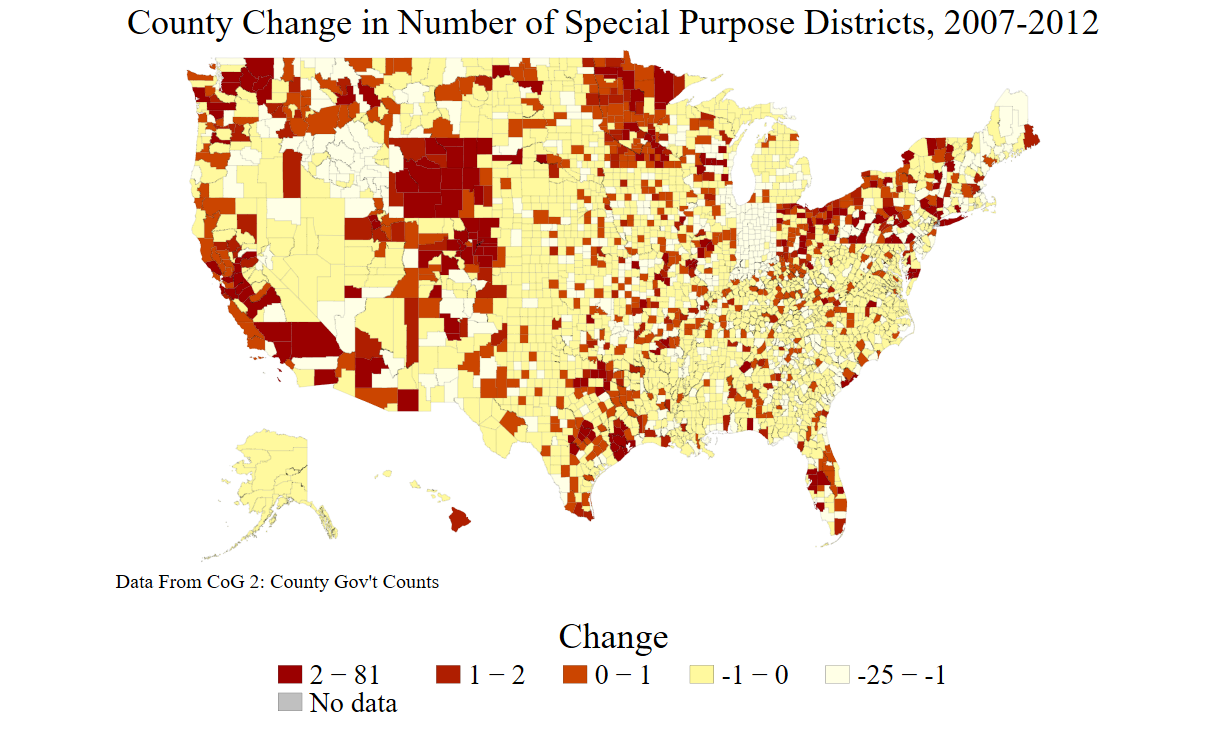 County Change in Number of Special Purpose Districts, 2007-2012
Data From CoG 2: County Gov't Counts
Change
2 − 81 1 − 2 0 − 1 -1 − 0 -25 − -1
No data